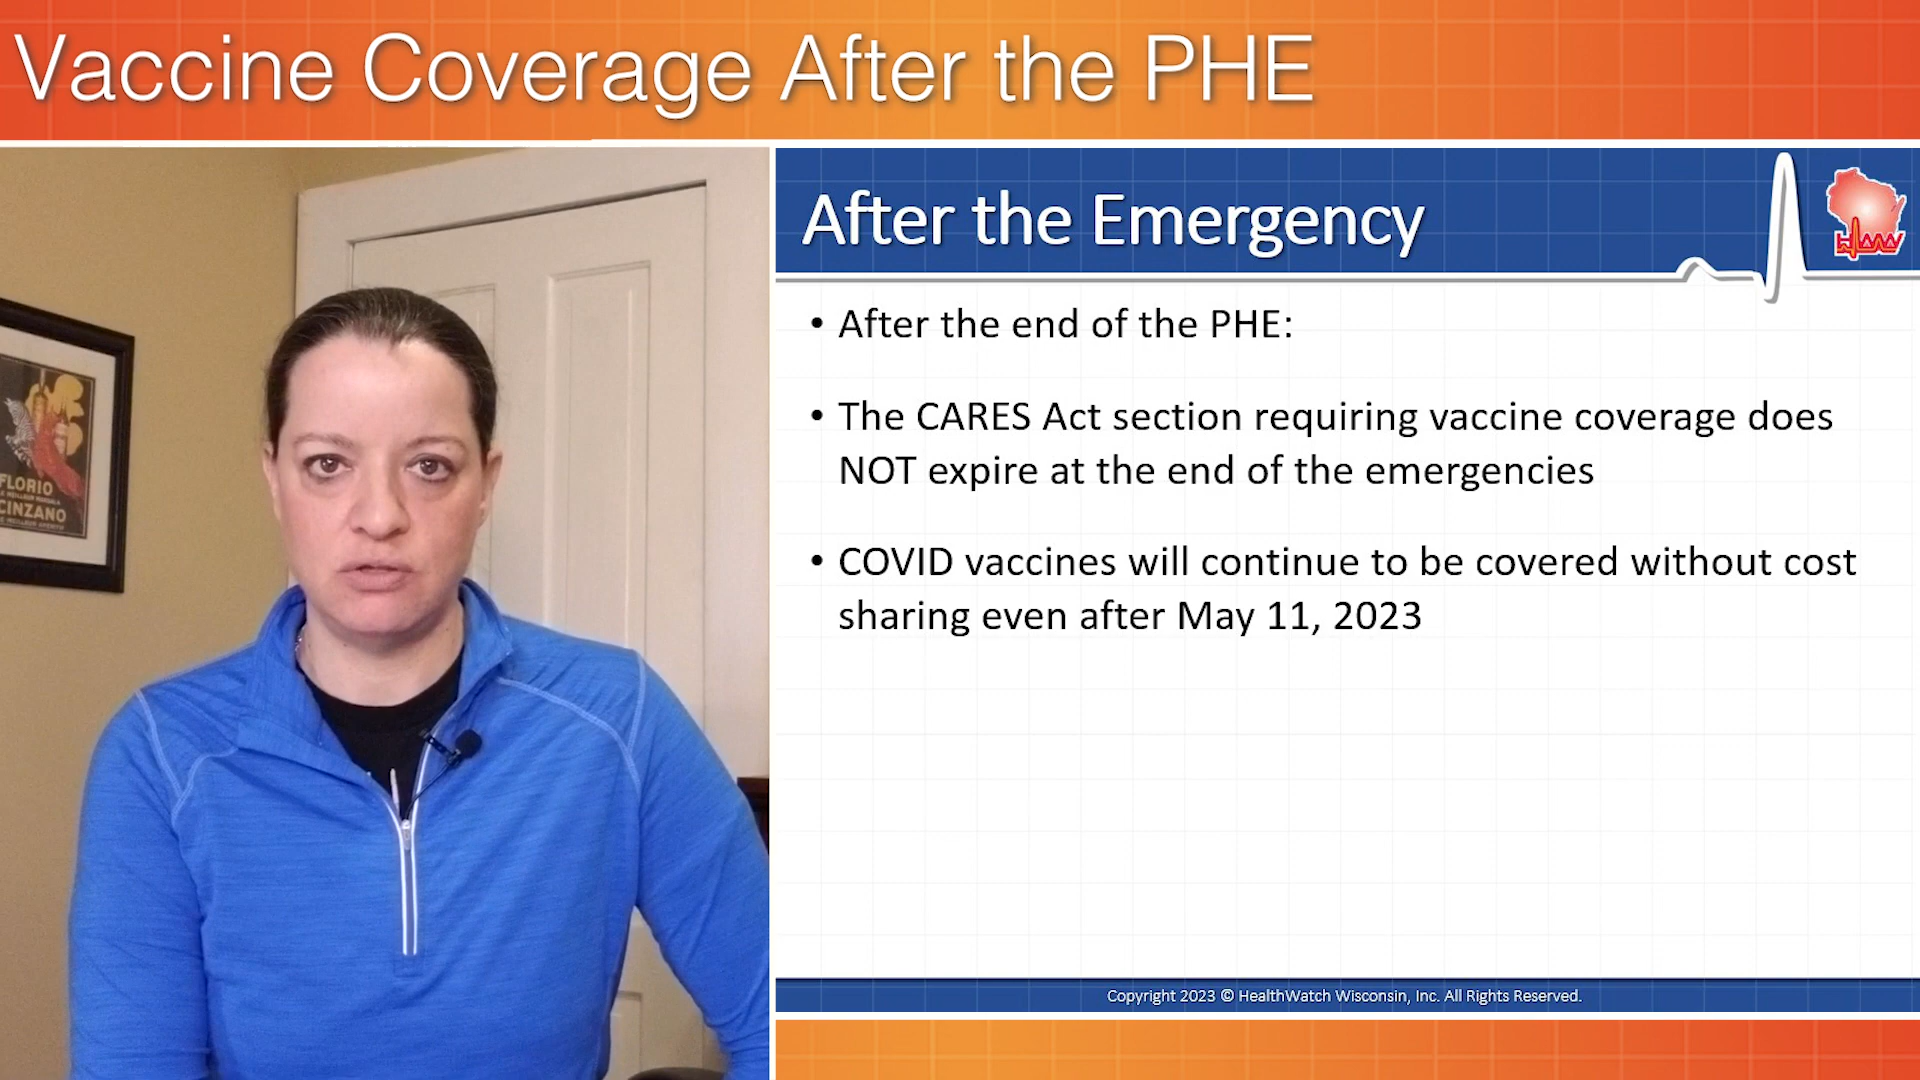 Vaccine Coverage After the PHE
After the Emergency
HWW
• After the end of the PHE:
• The CARES Act section requiring vaccine coverage does
NOT expire at the end of the emergencies
• COVID vaccines will continue to be covered without cost
sharing even after May 11, 2023
Copyright 2023 © HealthWatch Wisconsin, Inc. All Rights Reserved.
FLORIO
CINZANO